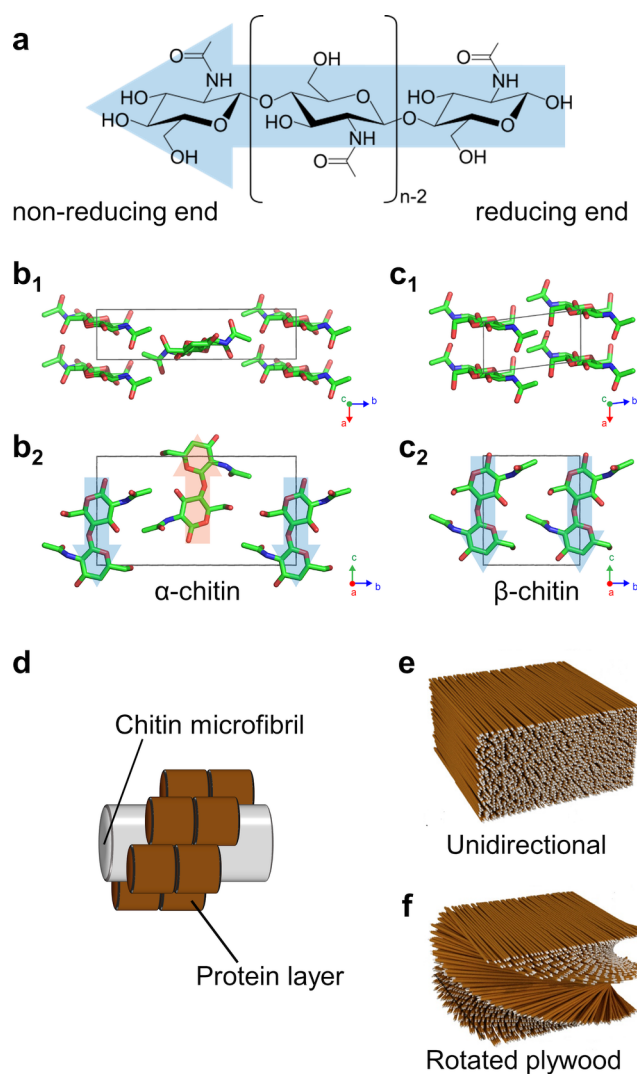 a
O
NH
OH
O
NH
HO
O
HO
O
OH
HO
O
HO
O
O
HO
O
OH
NH
OH
O
n-2
non-reducing end
reducing end
b1
c1
c
b
a
c
b
a
b2
c2
c
a
b
c
a
b
α-chitin
β-chitin
d
e
Chitin microfibril
Protein layer
Unidirectional
f
Rotated plywood